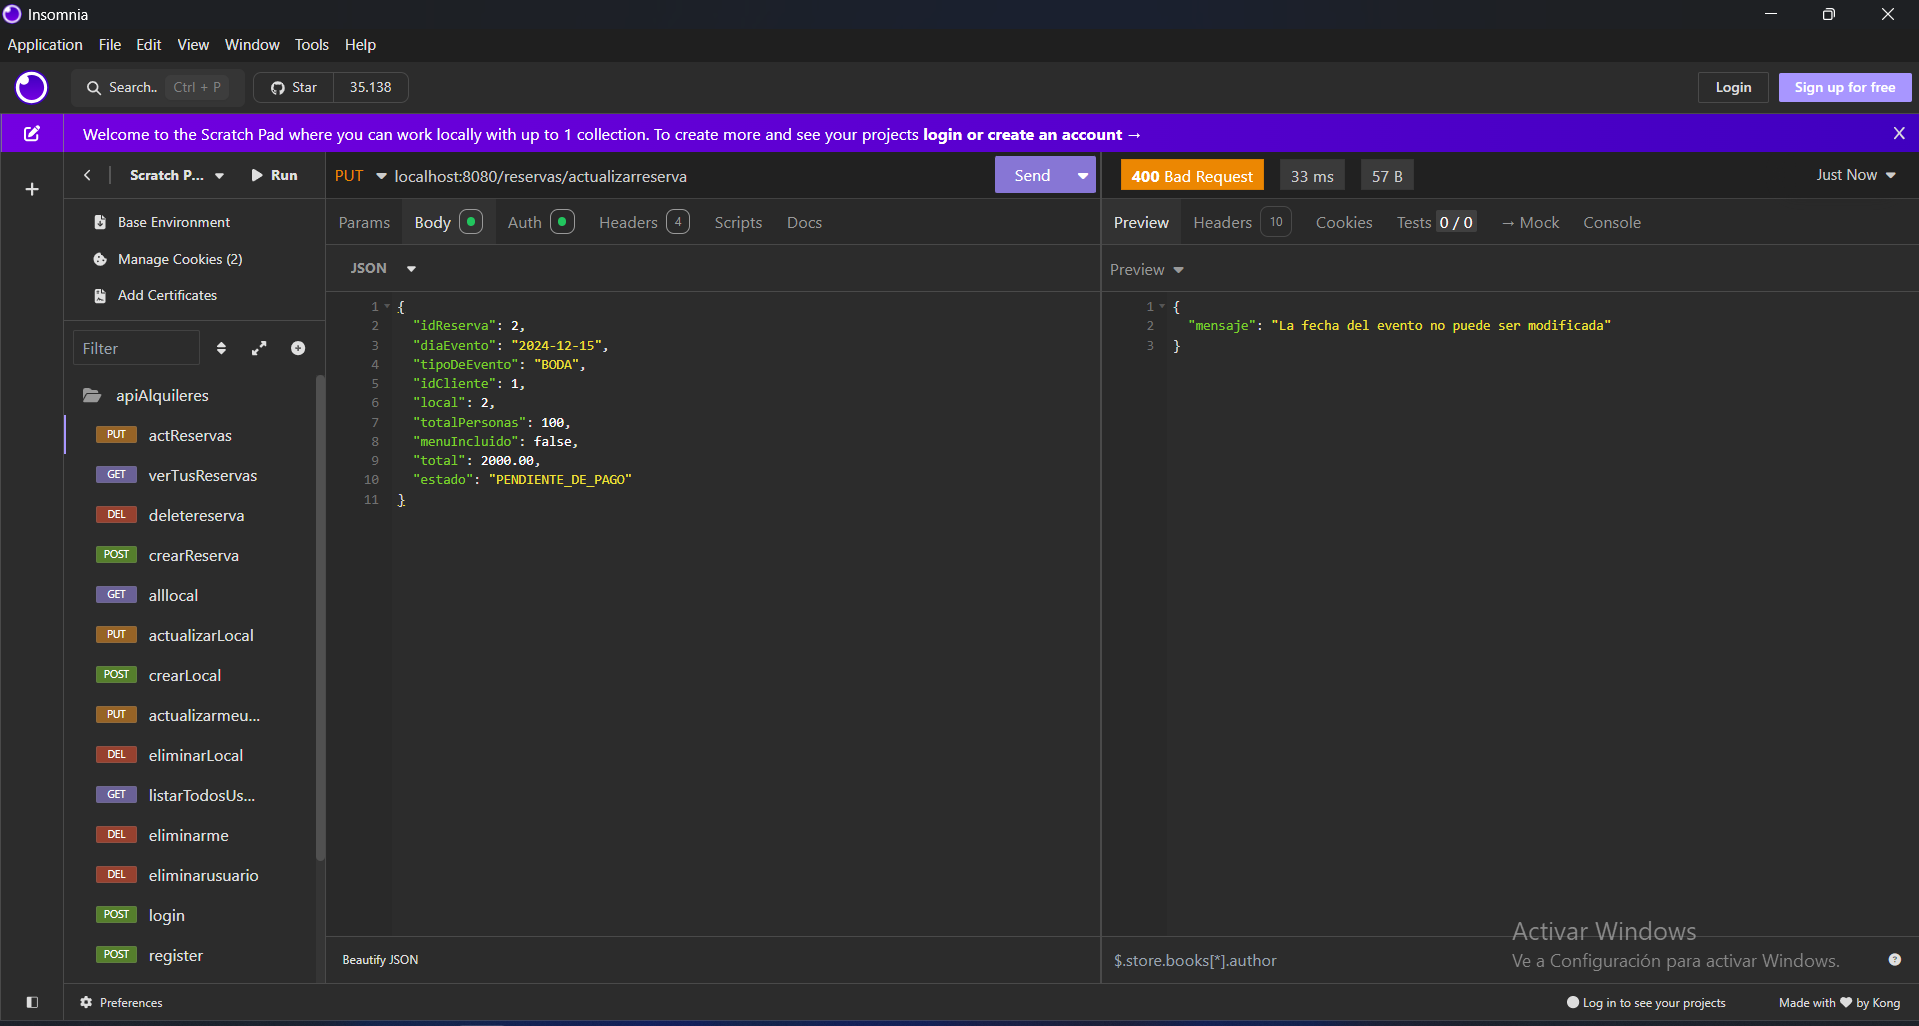 Insomnia
Application File Edit View Window Tools Help
Search.. Ctrl + P Star 35.138 Login Sign up for free
Welcome to the Scratch Pad where you can work locally with up to 1 collection. To create more and see your projects login or create an account →
Scratch P... Run PUT localhost:8080/reservas/actualizarreserva Send 400 Bad Request 33 ms 57 B Just Now
Base Environment
Manage Cookies (2)
Add Certificates
Filter
apiAlquileres
PUT actReservas
GET verTusReservas
DEL deletereserva
POST crearReserva
GET alllocal
PUT actualizarLocal
POST crearLocal
PUT actualizarmeu...
DEL eliminarLocal
GET listarTodosUs...
DEL eliminarme
DEL eliminarusuario
POST login
POST register
Params Body Auth Headers 4 Scripts Docs
JSON
1 {
2 "idReserva": 2,
3 "diaEvento": "2024-12-15",
4 "tipoDeEvento": "BODA",
5 "idCliente": 1,
6 "local": 2,
7 "totalPersonas": 100,
8 "menuIncluido": false,
9 "total": 2000.00,
10 "estado": "PENDIENTE_DE_PAGO"
11 }
Beautify JSON
Preview Headers 10 Cookies Tests 0 / 0 → Mock Console
Preview
1 {
2 "mensaje": "La fecha del evento no puede ser modificada"
3 }
$.store.books[*].author
Activar Windows
Ve a Configuración para activar Windows.
Preferences
Log in to see your projects
Made with ❤ by Kong